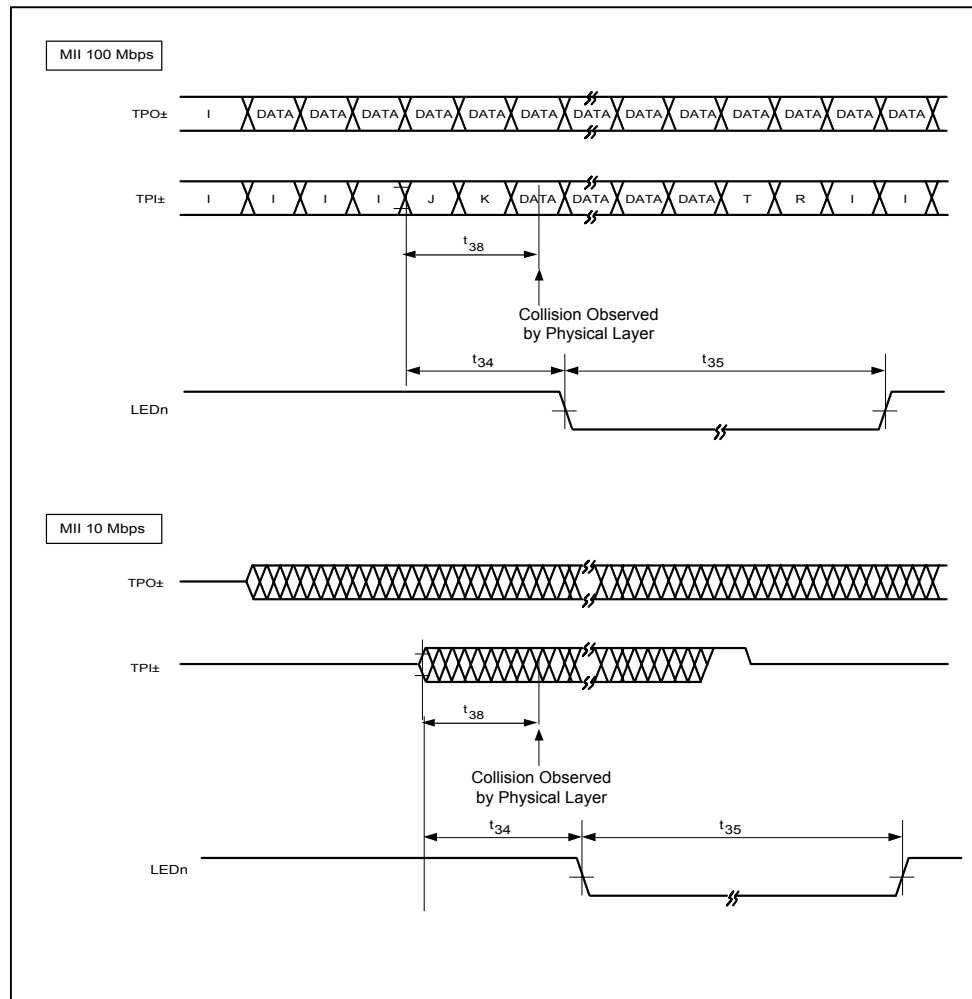 MII 100 Mbps
TPO± I DATA DATA DATA DATA DATA DATA DATA DATA DATA DATA DATA DATA DATA
TPI± I I I I J K DATA DATA DATA DATA T R I I
t38
Collision Observed
by Physical Layer
t34 t35
LEDn
MII 10 Mbps
TPO±
TPI±
t38
Collision Observed
by Physical Layer
t34 t35
LEDn